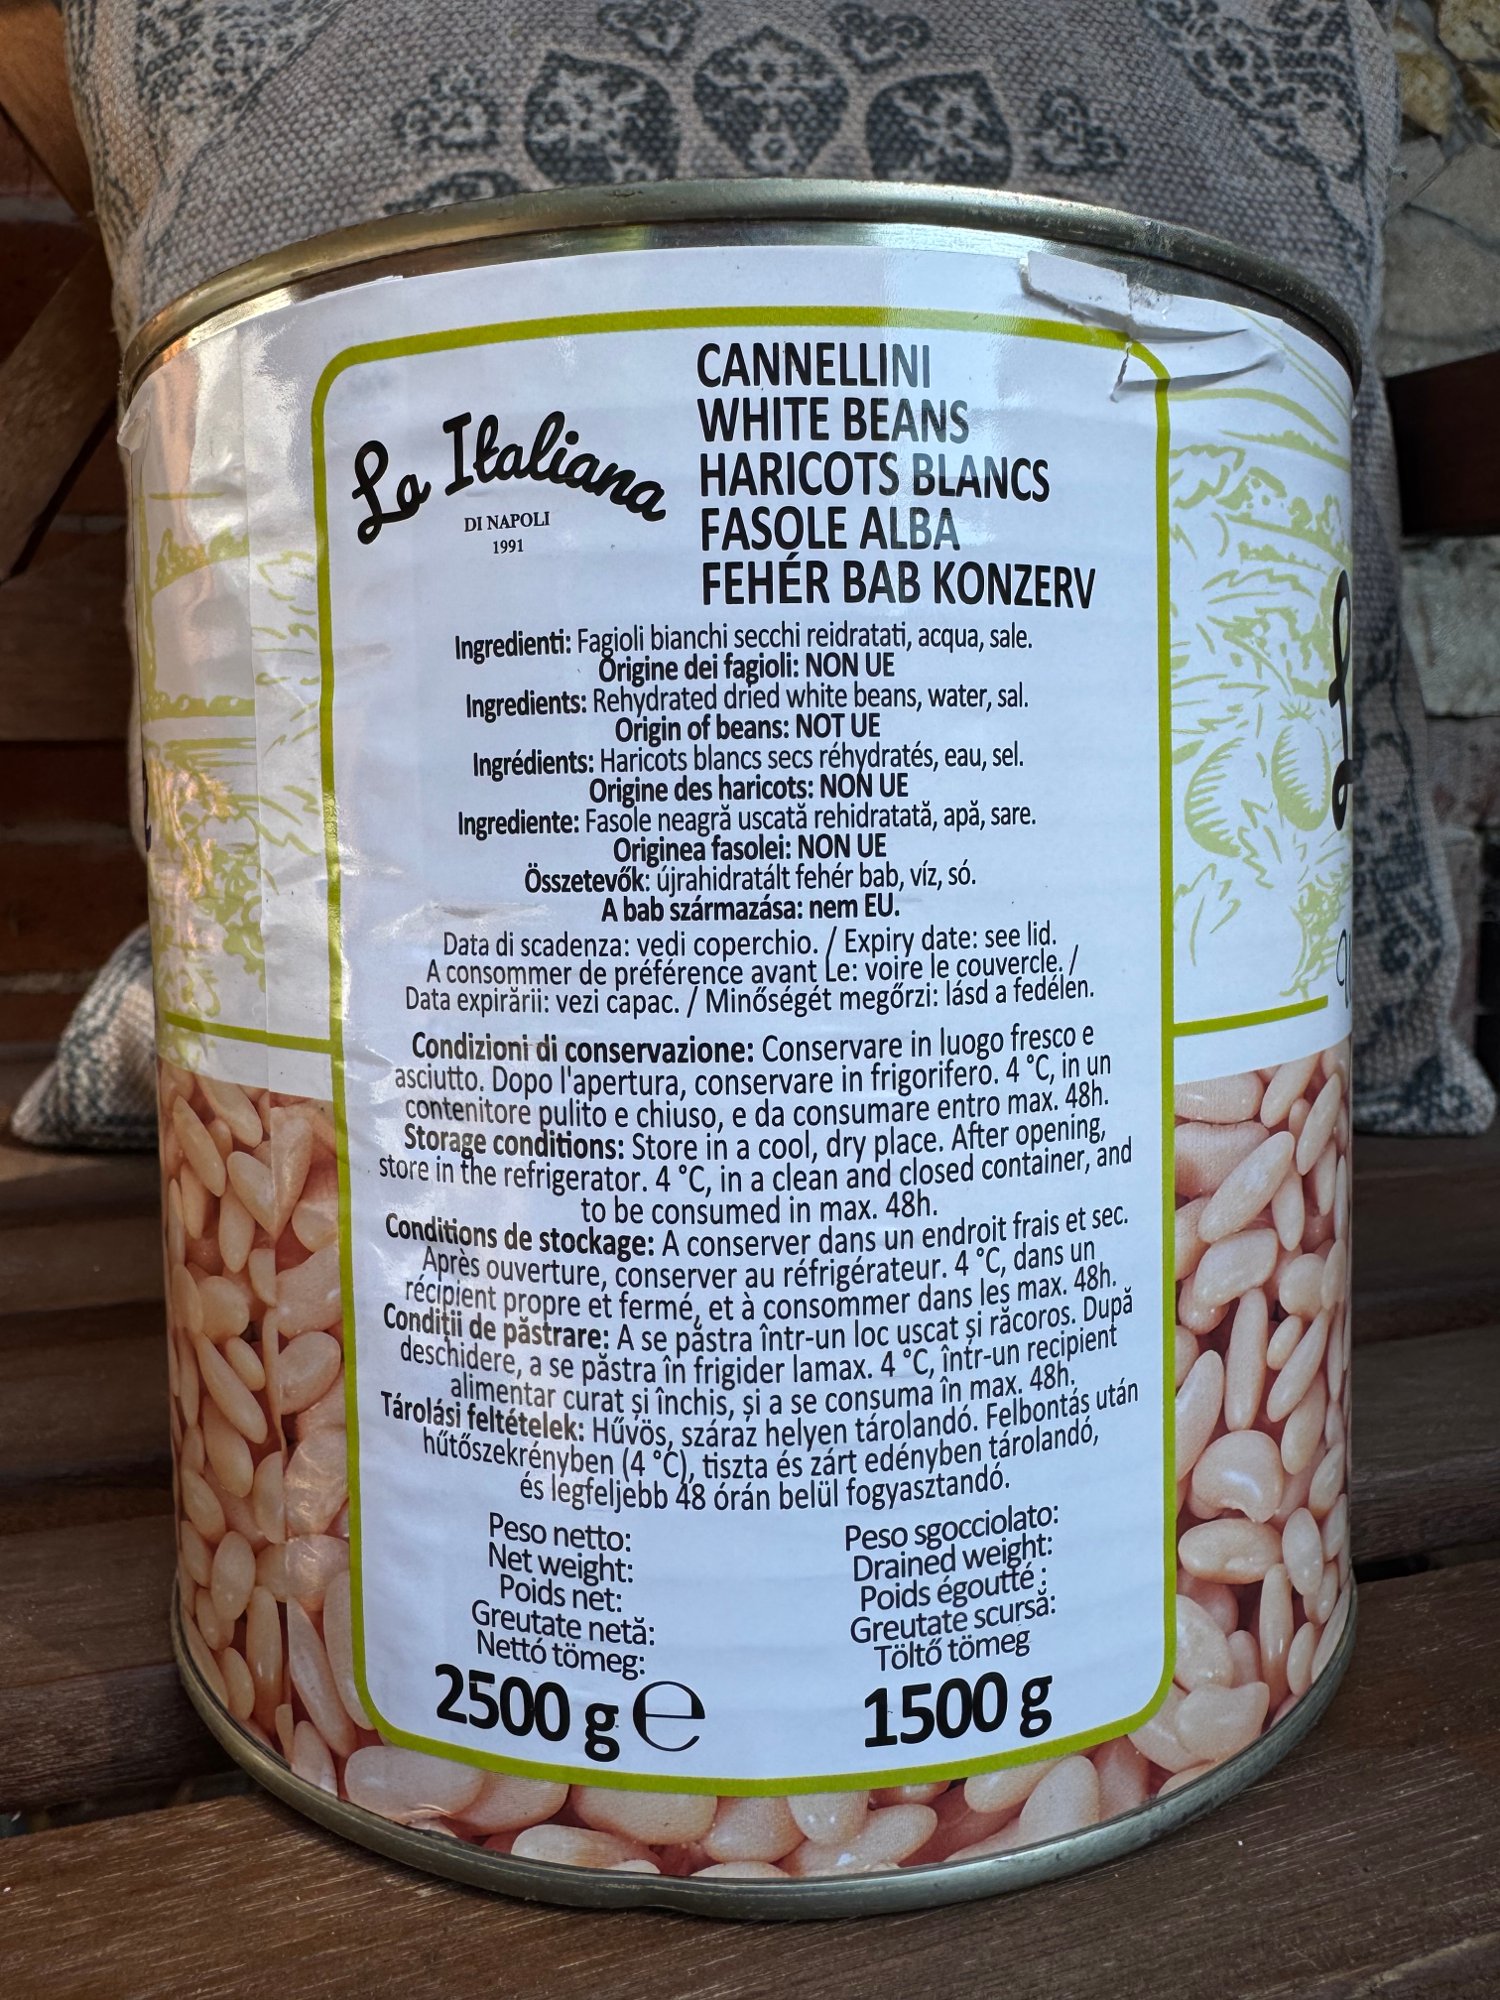 La Italiana
DI NAPOLI
1991
CANNELLINI
WHITE BEANS
HARICOTS BLANCS
FASOLE ALBA
FEHÉR BAB KONZERV
Ingredienti: Fagioli bianchi secchi reidratati, acqua, sale.
Origine dei fagioli: NON UE
Ingredients: Rehydrated dried white beans, water, sal.
Origin of beans: NOT UE
Ingrédients: Haricots blancs secs réhydratés, eau, sel.
Origine des haricots: NON UE
Ingrediente: Fasole neagră uscată rehidratată, apă, sare.
Originea fasolei: NON UE
Összetevők: újrahidratált fehér bab, víz, só.
A bab származása: nem EU.
Data di scadenza: vedi coperchio. / Expiry date: see lid.
A consommer de préférence avant Le: voire le couvercle. /
Data expirării: vezi capac. / Minőségét megőrzi: lásd a fedélen.
Condizioni di conservazione: Conservare in luogo fresco e
asciutto. Dopo l'apertura, conservare in frigorifero. 4 °C, in un
contenitore pulito e chiuso, e da consumare entro max. 48h.
Storage conditions: Store in a cool, dry place. After opening,
store in the refrigerator. 4 °C, in a clean and closed container, and
to be consumed in max. 48h.
Conditions de stockage: A conserver dans un endroit frais et sec.
Après ouverture, conserver au réfrigérateur. 4 °C, dans un
récipient propre et fermé, et à consommer dans les max. 48h.
Condiții de păstrare: A se păstra într-un loc uscat și răcoros. După
deschidere, a se păstra în frigider lamax. 4 °C, într-un recipient
alimentar curat și închis, și a se consuma în max. 48h.
Tárolási feltételek: Hűvös, száraz helyen tárolandó. Felbontás után
hűtőszekrényben (4 °C), tiszta és zárt edényben tárolandó,
és legfeljebb 48 órán belül fogyasztandó.
Peso netto:
Net weight:
Poids net:
Greutate netă:
Nettó tömeg:
2500 g e
Peso sgocciolato:
Drained weight:
Poids égoutté :
Greutate scursă:
Töltő tömeg
1500 g